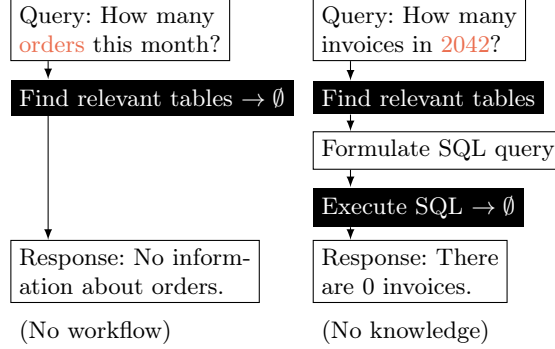 Query: How many
orders this month?
Find relevant tables → ∅
Response: No inform-
ation about orders.
(No workflow)
Query: How many
invoices in 2042?
Find relevant tables
Formulate SQL query
Execute SQL → ∅
Response: There
are 0 invoices.
(No knowledge)